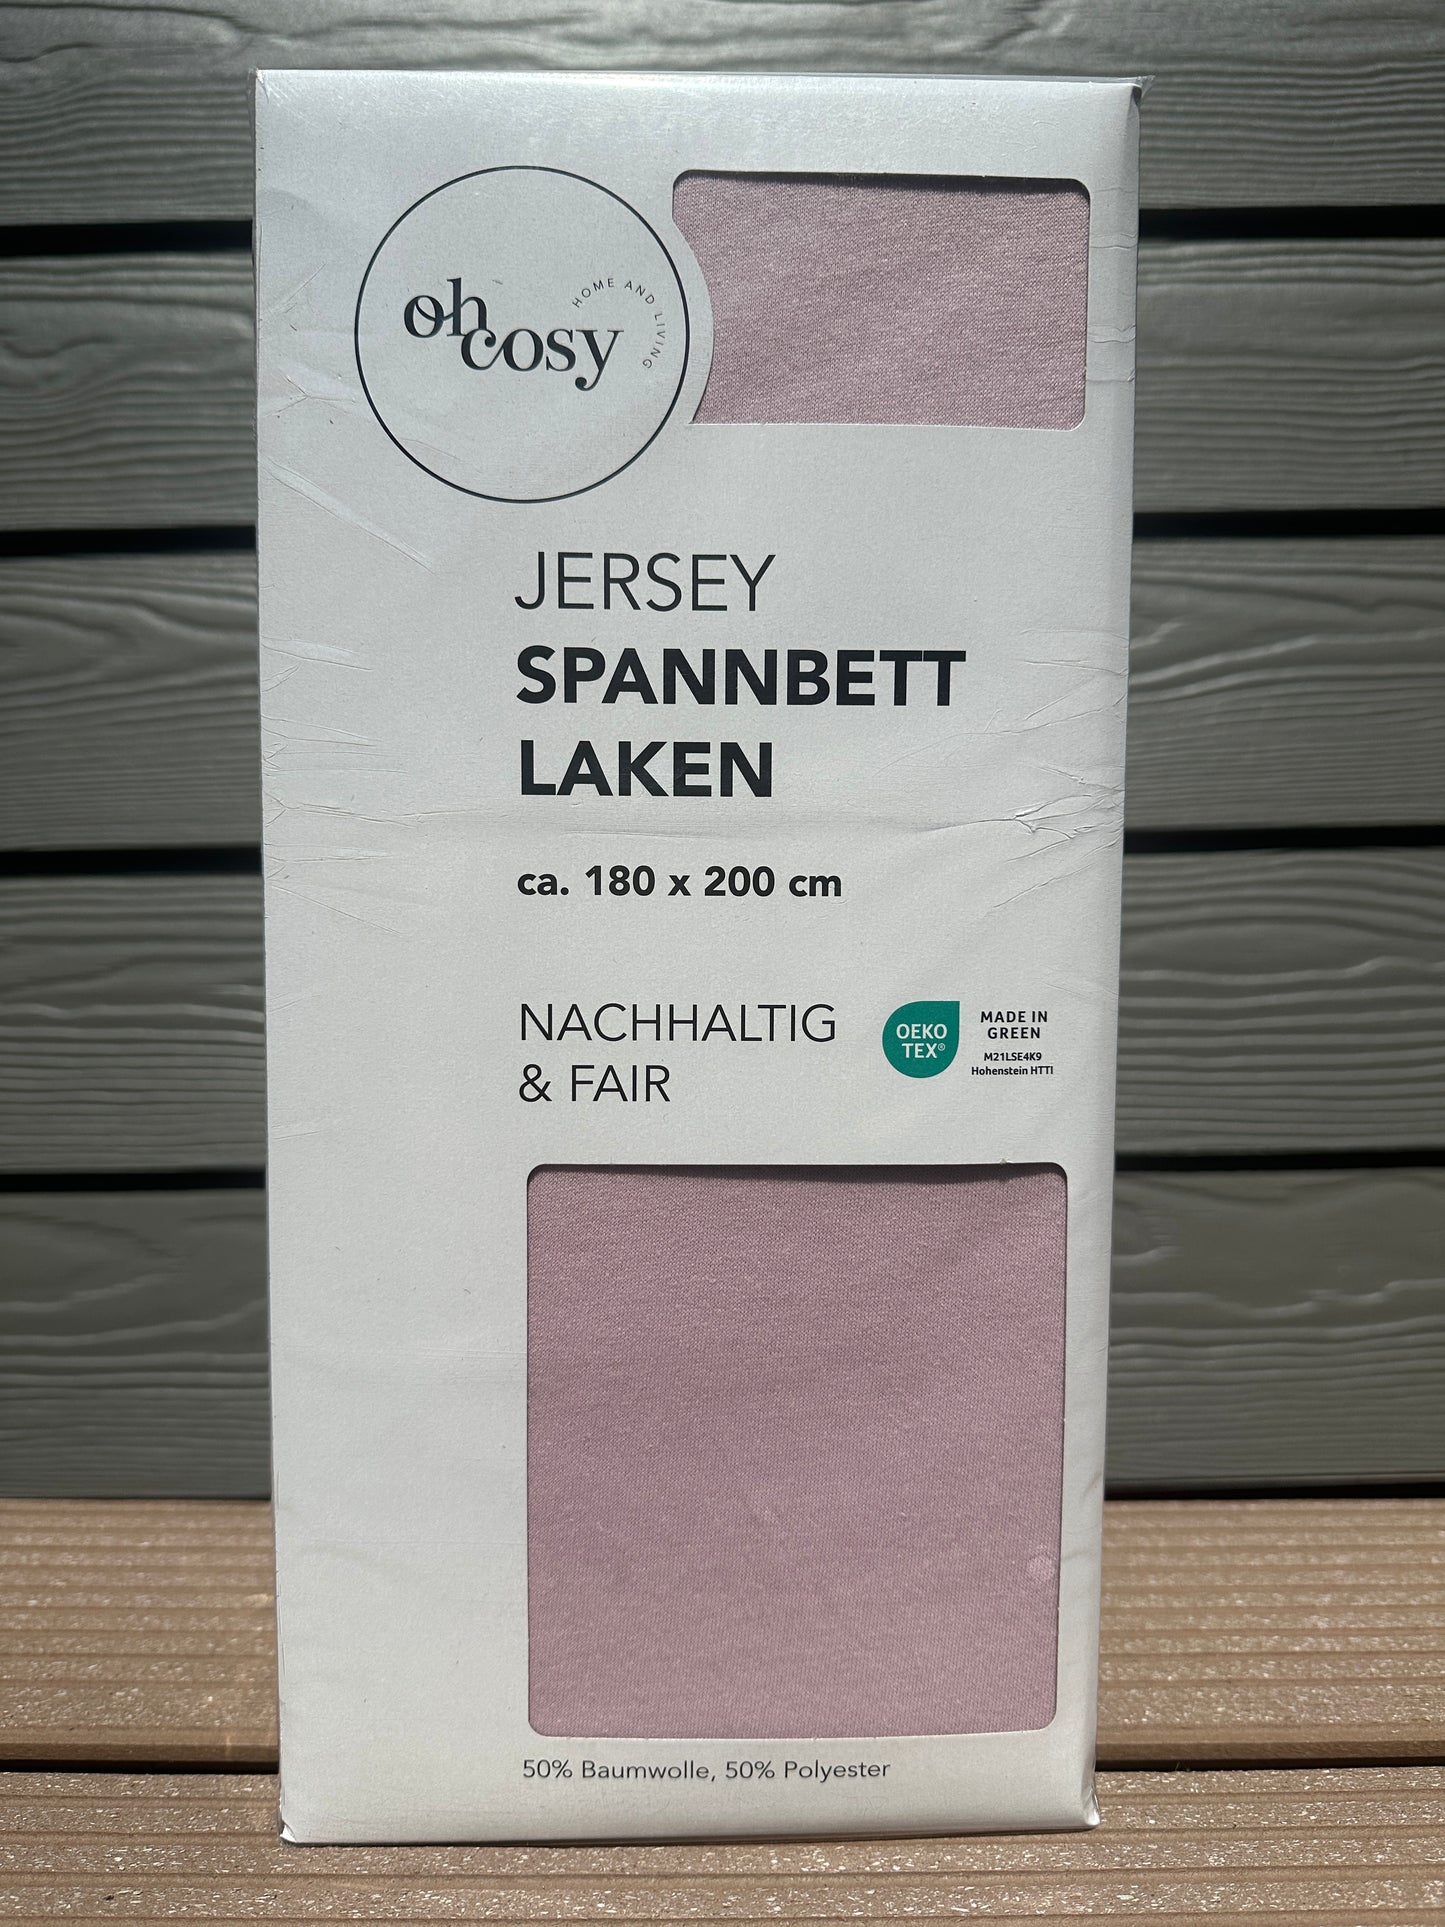 oh
cosy
HOME AND LIVING
JERSEY
SPANNBETT
LAKEN
ca. 180 x 200 cm
NACHHALTIG
& FAIR
OEKO
TEX®
MADE IN
GREEN
M21LSE4K9
Hohenstein HTTI
50% Baumwolle, 50% Polyester